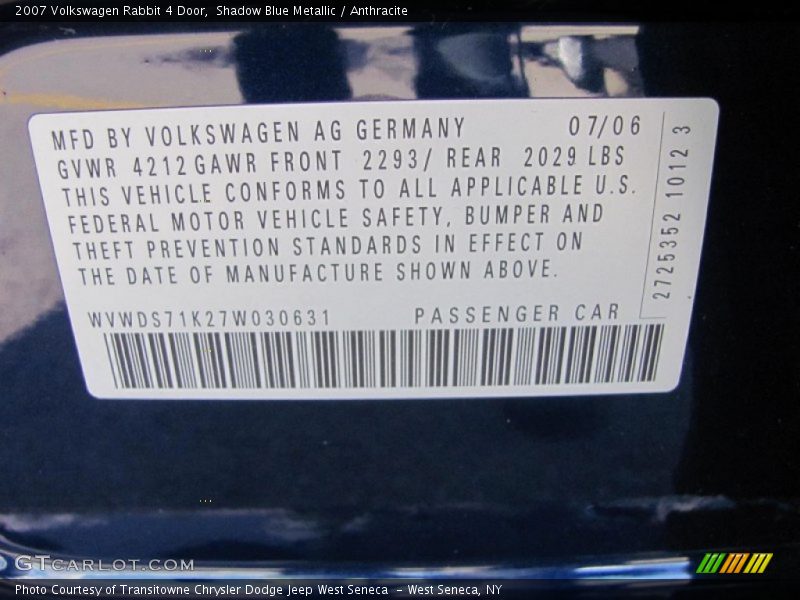 2007 Volkswagen Rabbit 4 Door, Shadow Blue Metallic / Anthracite
MFD BY VOLKSWAGEN AG GERMANY 07/06
GVWR 4212 GAWR FRONT 2293/ REAR 2029 LBS
THIS VEHICLE CONFORMS TO ALL APPLICABLE U.S.
FEDERAL MOTOR VEHICLE SAFETY, BUMPER AND
THEFT PREVENTION STANDARDS IN EFFECT ON
THE DATE OF MANUFACTURE SHOWN ABOVE.
WVWDS71K27W030631 PASSENGER CAR
2725352 1012 3
GTCARLOT.COM
Photo Courtesy of Transitowne Chrysler Dodge Jeep West Seneca - West Seneca, NY